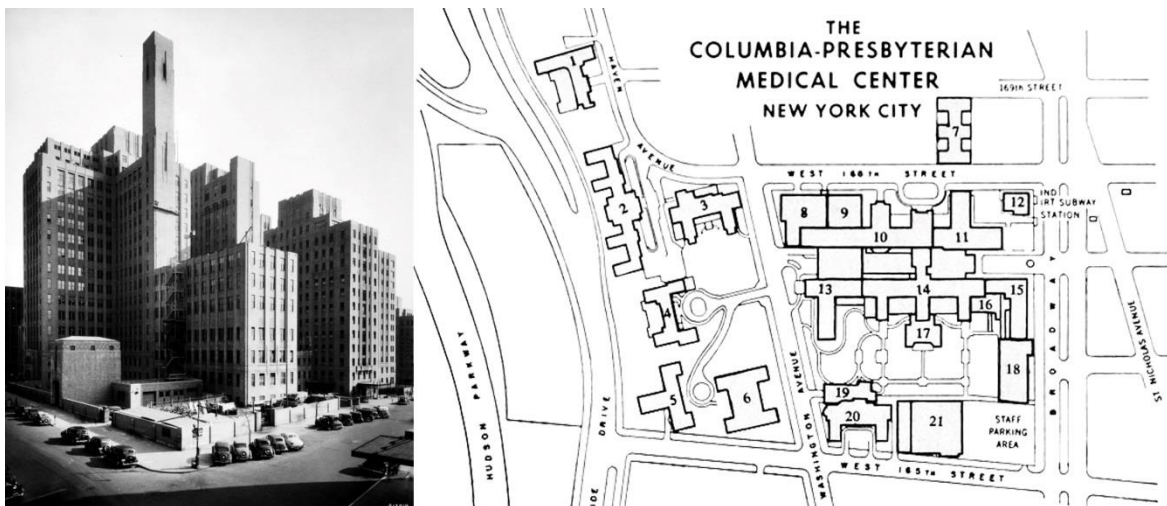 THE
COLUMBIA-PRESBYTERIAN
MEDICAL CENTER
NEW YORK CITY
169TH STREET
1
HAVEN
AVENUE
7
WEST 168TH STREET
IND
IRT SUBWAY
STATION
12
2
3
8
9
10
11
13
14
15
16
4
17
18
5
6
19
20
21
STAFF
PARKING
AREA
HUDSON PARKWAY
DRIVE
WASHINGTON AVENUE
BROADWAY
ST NICHOLAS AVENUE
WEST 165TH STREET